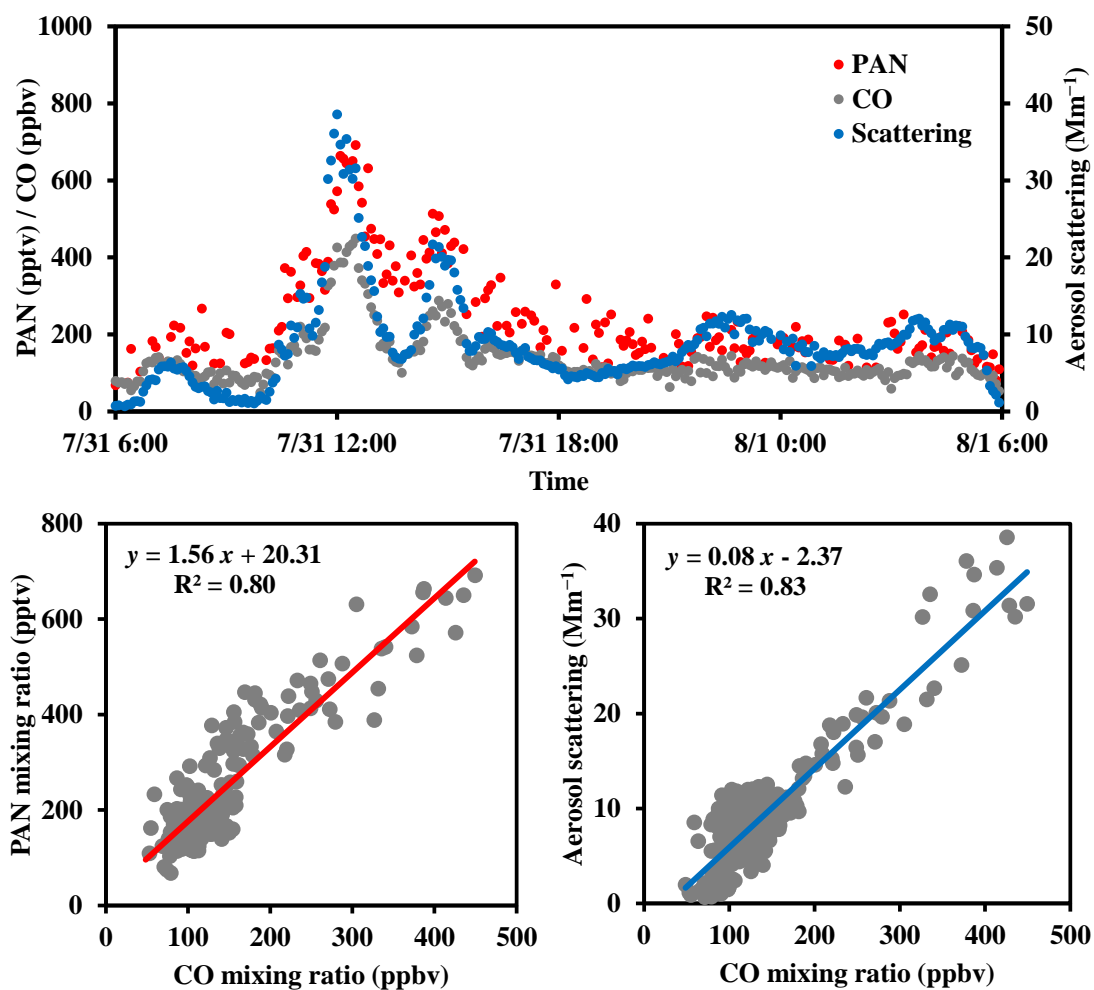 1000
800
600
400
200
0
PAN (pptv) / CO (ppbv)
50
40
30
20
10
0
Aerosol scattering (Mm⁻¹)
PAN
CO
Scattering
7/31 6:00 7/31 12:00 7/31 18:00 8/1 0:00 8/1 6:00
Time
800
600
400
200
0
PAN mixing ratio (pptv)
y = 1.56 x + 20.31
R² = 0.80
0 100 200 300 400 500
CO mixing ratio (ppbv)
40
30
20
10
0
Aerosol scattering (Mm⁻¹)
y = 0.08 x - 2.37
R² = 0.83
0 100 200 300 400 500
CO mixing ratio (ppbv)